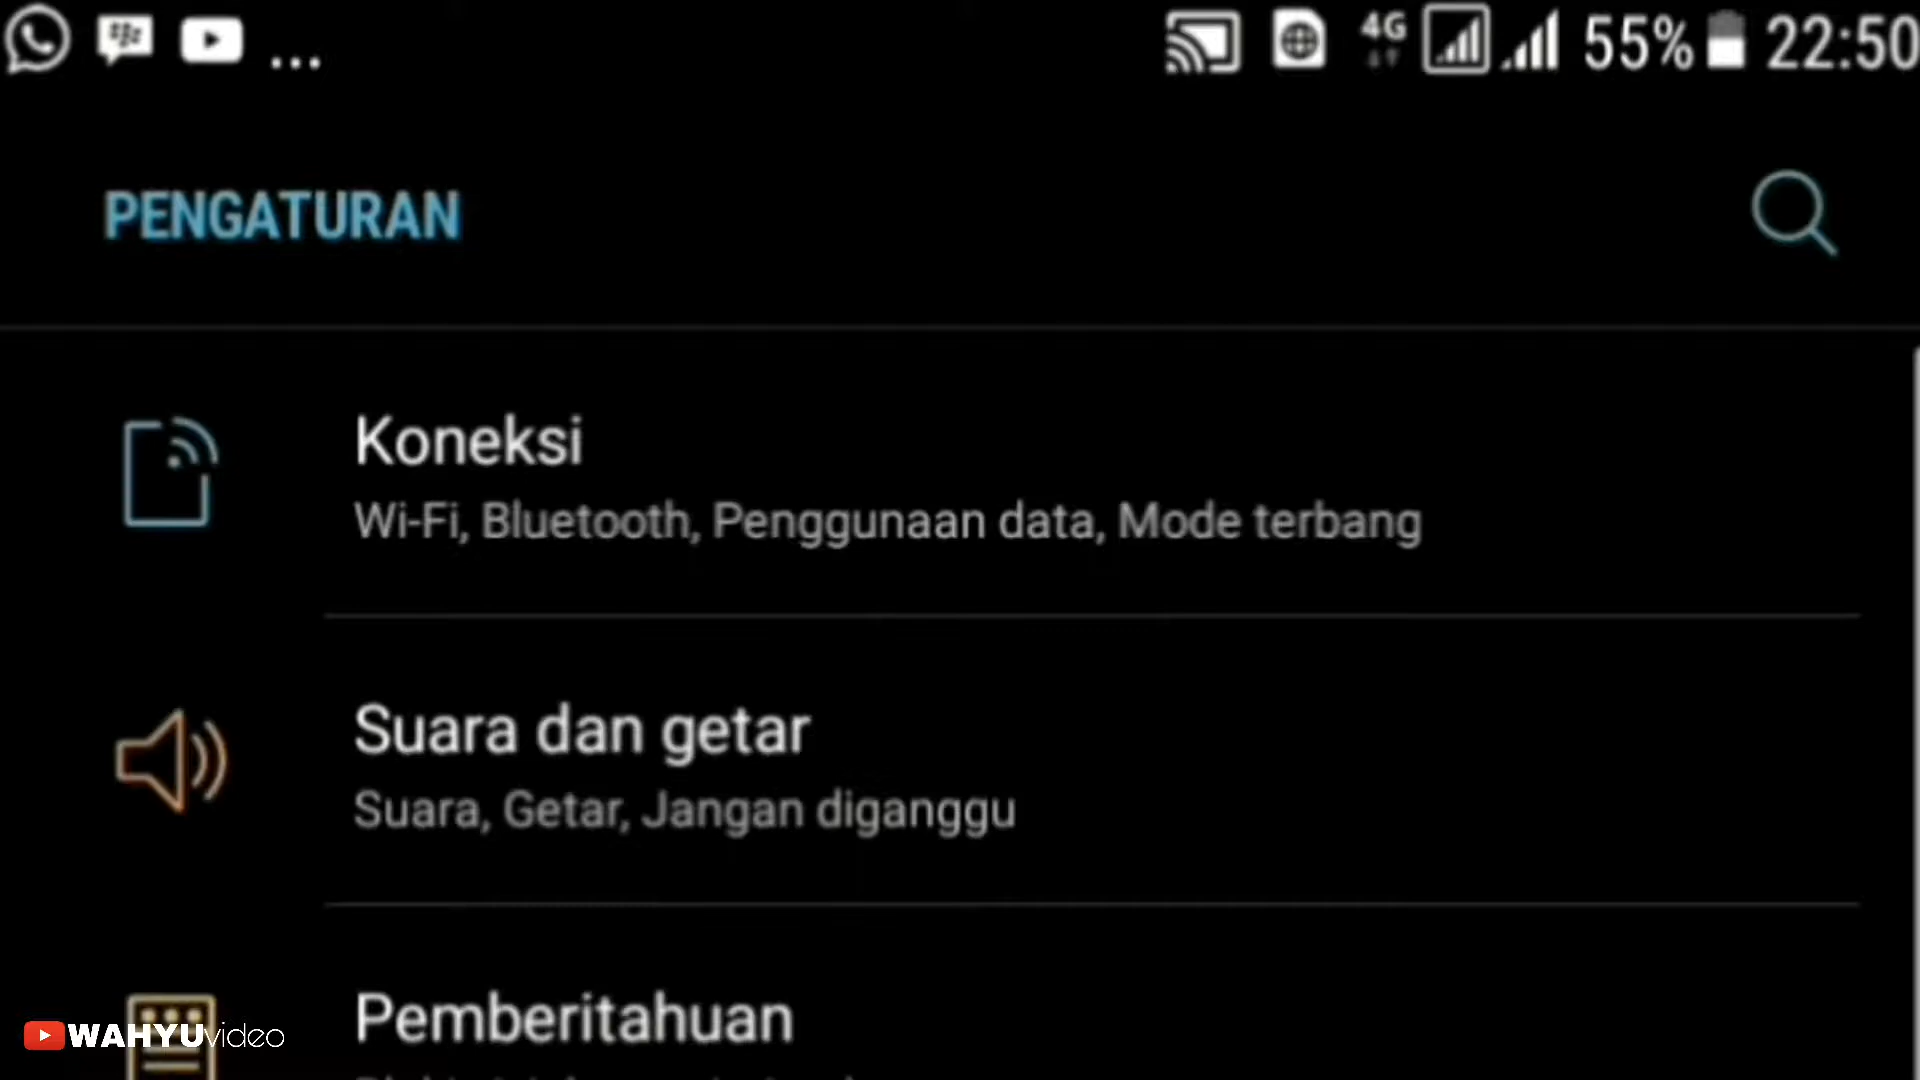 ... 4G 55% 22:50
PENGATURAN
Koneksi
Wi-Fi, Bluetooth, Penggunaan data, Mode terbang
Suara dan getar
Suara, Getar, Jangan diganggu
Pemberitahuan
WAHYUvideo